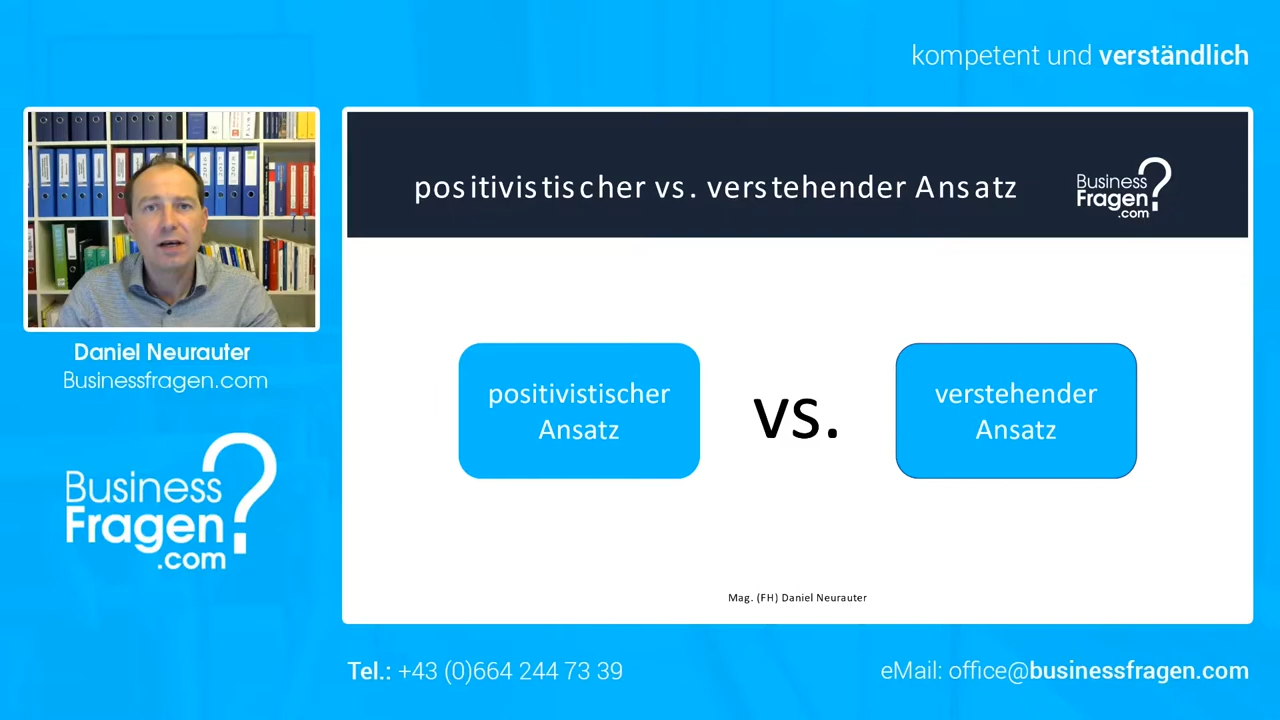 kompetent und verständlich
positivistischer vs. verstehender Ansatz
Business
Fragen
.com
Daniel Neurauter
Businessfragen.com
positivistischer
Ansatz
vs.
verstehender
Ansatz
Business
Fragen
.com
Mag. (FH) Daniel Neurauter
Tel.: +43 (0)664 244 73 39
eMail: office@businessfragen.com